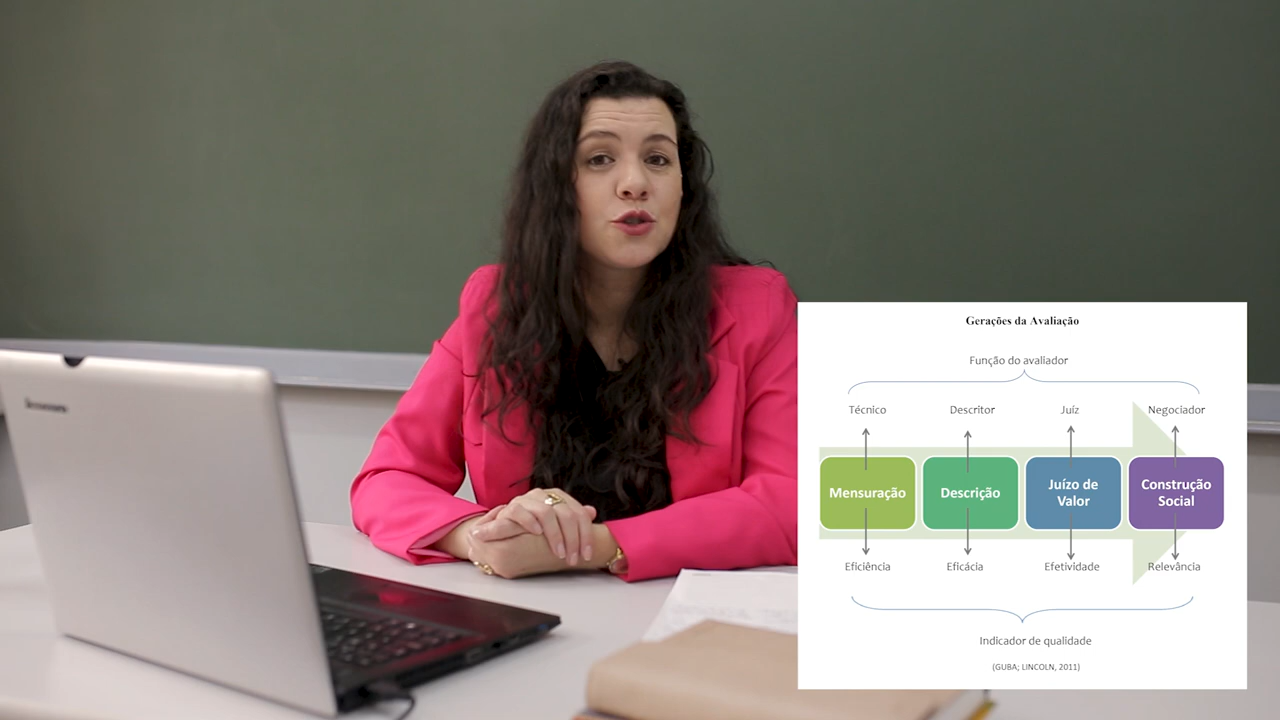 lenovo
Gerações da Avaliação
Função do avaliador
Técnico Descritor Juíz Negociador
Mensuração Descrição Juízo de Valor Construção Social
Eficiência Eficácia Efetividade Relevância
Indicador de qualidade
(GUBA; LINCOLN, 2011)